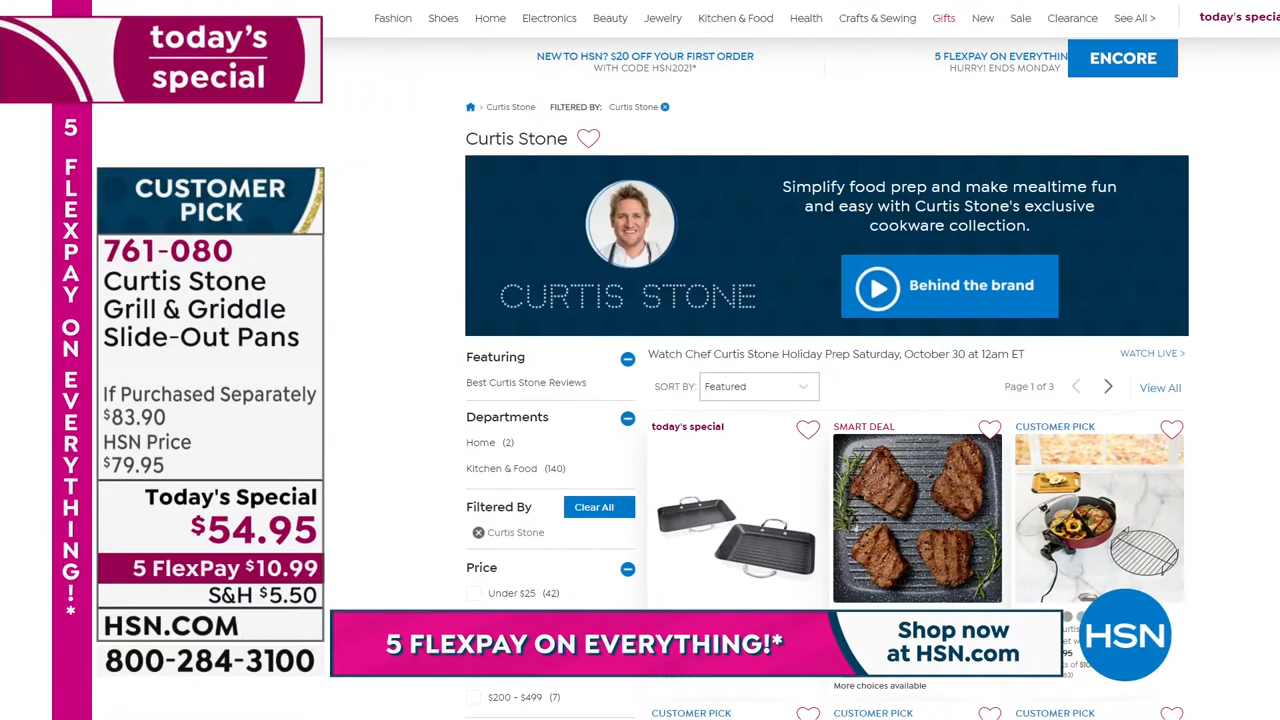 today's
special
5 FLEXPAY ON EVERYTHING!*
CUSTOMER
PICK
761-080
Curtis Stone
Grill & Griddle
Slide-Out Pans
If Purchased Separately
$83.90
HSN Price
$79.95
Today's Special
$54.95
5 FlexPay $10.99
S&H $5.50
HSN.COM
800-284-3100
Fashion Shoes Home Electronics Beauty Jewelry Kitchen & Food Health Crafts & Sewing Gifts New Sale Clearance See All >
NEW TO HSN? $20 OFF YOUR FIRST ORDER
WITH CODE HSN2021*
5 FLEXPAY ON EVERYTHIN
HURRY! ENDS MONDAY
ENCORE
> Curtis Stone FILTERED BY: Curtis Stone
Curtis Stone
CURTIS STONE
Simplify food prep and make mealtime fun
and easy with Curtis Stone's exclusive
cookware collection.
Behind the brand
Featuring
Best Curtis Stone Reviews
Departments
Home (2)
Kitchen & Food (140)
Filtered By
Clear All
Curtis Stone
Price
Under $25 (42)
$200 - $499 (7)
Watch Chef Curtis Stone Holiday Prep Saturday, October 30 at 12am ET
WATCH LIVE >
SORT BY: Featured
Page 1 of 3
View All
today's special
SMART DEAL
CUSTOMER PICK
More choices available
5 FLEXPAY ON EVERYTHING!*
Shop now
at HSN.com
HSN
CUSTOMER PICK
CUSTOMER PICK
CUSTOMER PICK